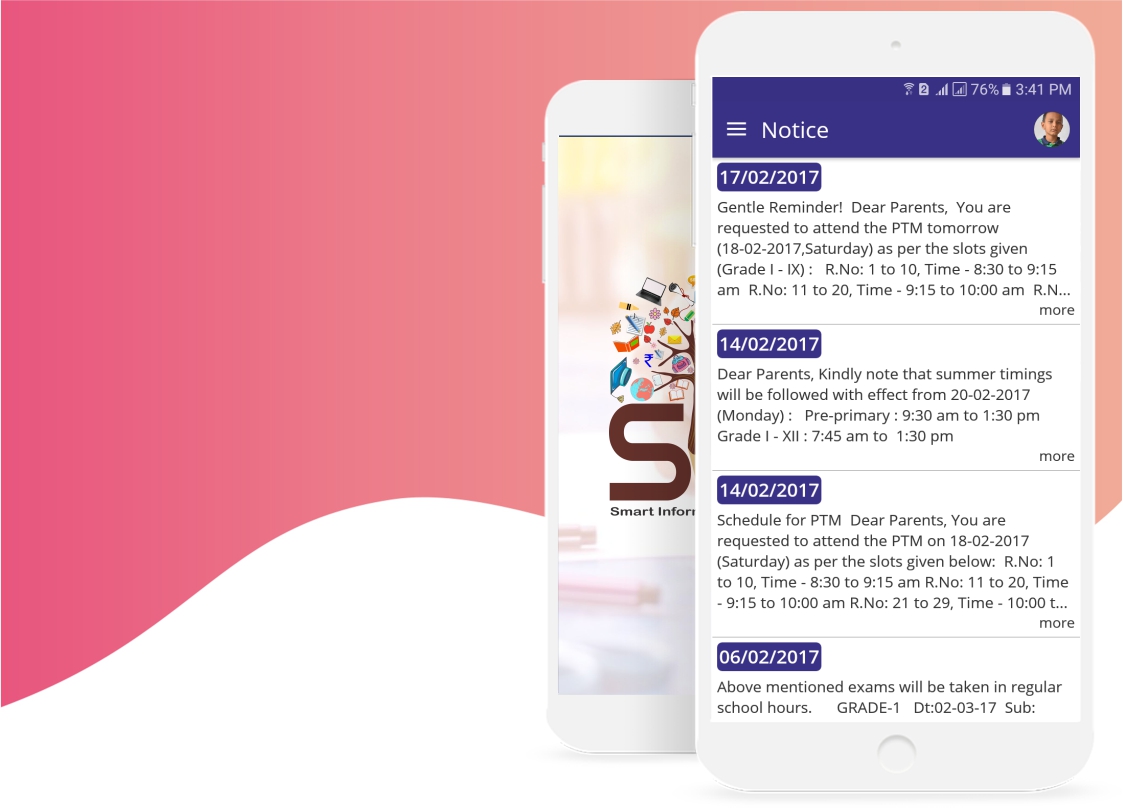 76% 3:41 PM
Notice
17/02/2017
Gentle Reminder!  Dear Parents,  You are
requested to attend the PTM tomorrow
(18-02-2017,Saturday) as per the slots given
(Grade I - IX) :   R.No: 1 to 10, Time - 8:30 to 9:15
am  R.No: 11 to 20, Time - 9:15 to 10:00 am  R.N...
more
14/02/2017
Dear Parents, Kindly note that summer timings
will be followed with effect from 20-02-2017
(Monday) :   Pre-primary : 9:30 am to 1:30 pm
Grade I - XII : 7:45 am to  1:30 pm
more
14/02/2017
Schedule for PTM  Dear Parents, You are
requested to attend the PTM on 18-02-2017
(Saturday) as per the slots given below:  R.No: 1
to 10, Time - 8:30 to 9:15 am R.No: 11 to 20, Time
- 9:15 to 10:00 am R.No: 21 to 29, Time - 10:00 t...
more
06/02/2017
Above mentioned exams will be taken in regular
school hours.      GRADE-1   Dt:02-03-17  Sub:
₹
S
Smart Infor